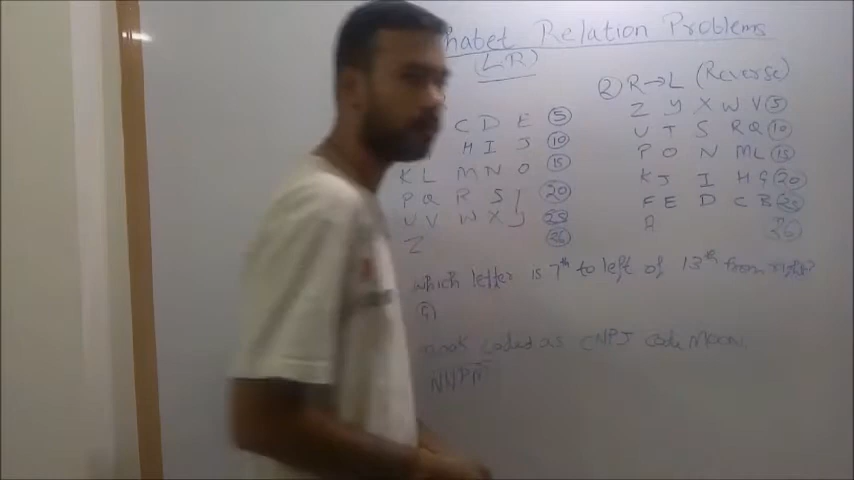 habet Relation Problems
(LR)
② R→L (Reverse)
C D E ⑤
Z Y X W V ⑤
H I J ⑩
U T S R Q ⑩
K L M N O ⑮
P O N M L ⑮
P Q R S ⑳
K J I H G ⑳
U V W X Y ㉕
F E D C B ㉕
Z ㉖
A ㉖
which letter is 7th to left of 13th from right?
G)
coded as CNPJ code Moon